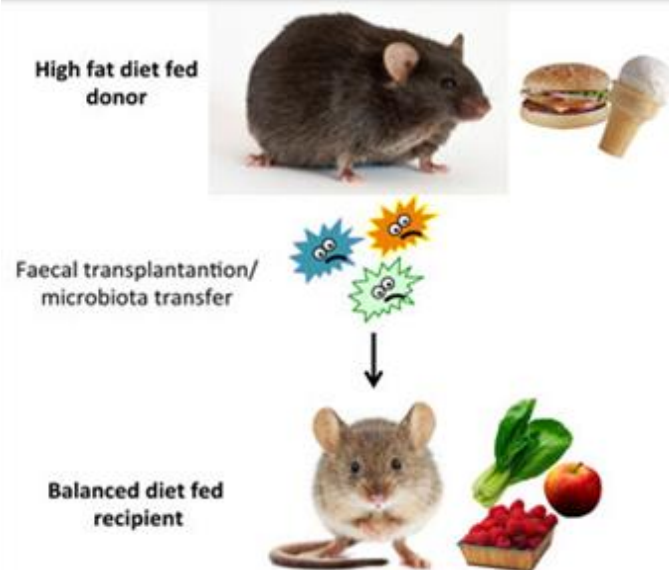 High fat diet fed
donor
Faecal transplantantion/
microbiota transfer
Balanced diet fed
recipient